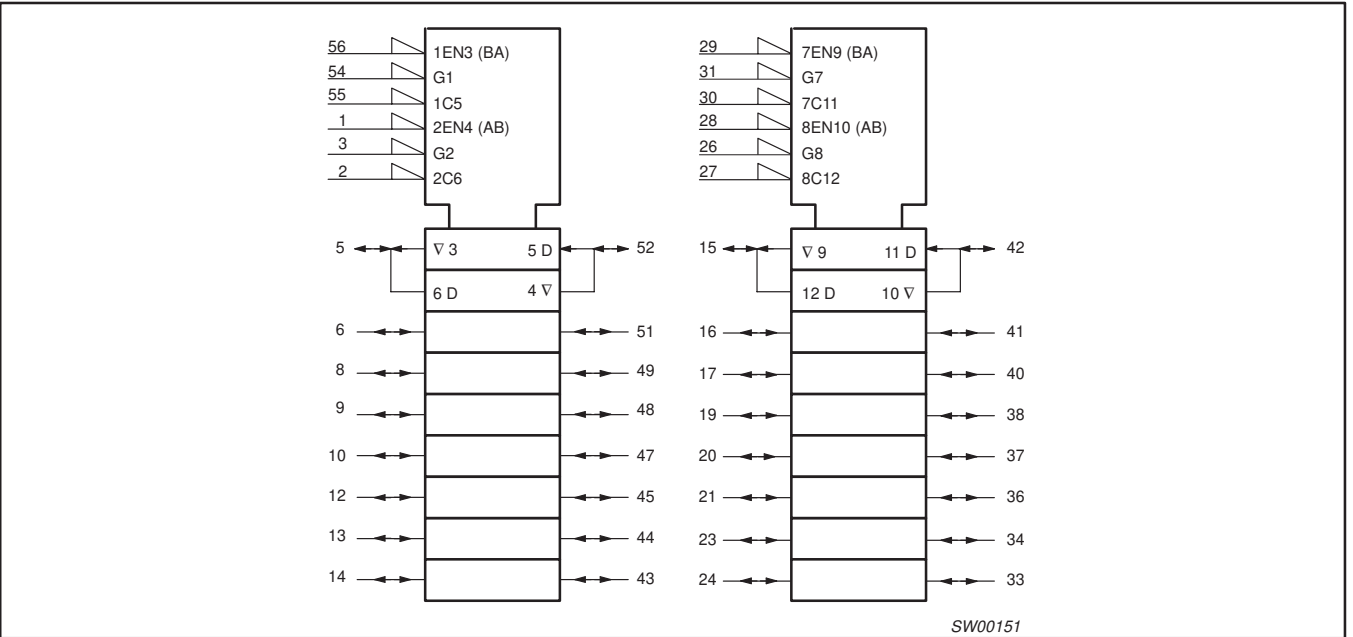 56 1EN3 (BA)
54 G1
55 1C5
1 2EN4 (AB)
3 G2
2 2C6
5 ∇ 3 5 D 52
6 D 4 ∇
6 51
8 49
9 48
10 47
12 45
13 44
14 43
29 7EN9 (BA)
31 G7
30 7C11
28 8EN10 (AB)
26 G8
27 8C12
15 ∇ 9 11 D 42
12 D 10 ∇
16 41
17 40
19 38
20 37
21 36
23 34
24 33
SW00151